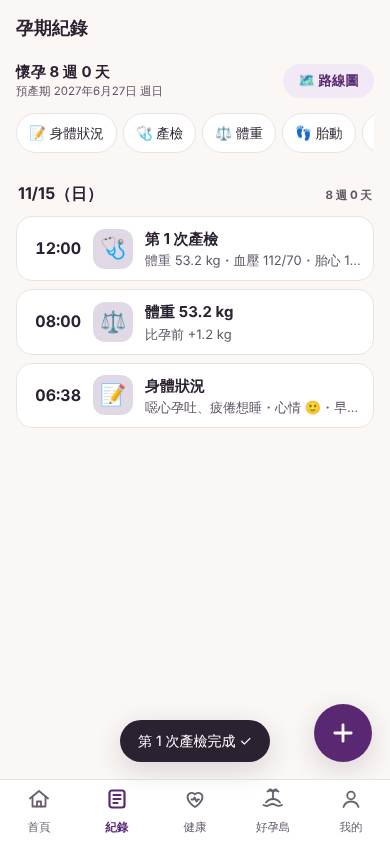 孕期紀錄
懷孕 8 週 0 天
預產期 2027年6月27日 週日
路線圖
身體狀況
產檢
體重
胎動
11/15（日）
8 週 0 天
12:00
第 1 次產檢
體重 53.2 kg・血壓 112/70・胎心 1…
08:00
體重 53.2 kg
比孕前 +1.2 kg
06:38
身體狀況
噁心孕吐、疲倦想睡・心情 🙂・早…
第 1 次產檢完成 ✓
首頁
紀錄
健康
好孕島
我的